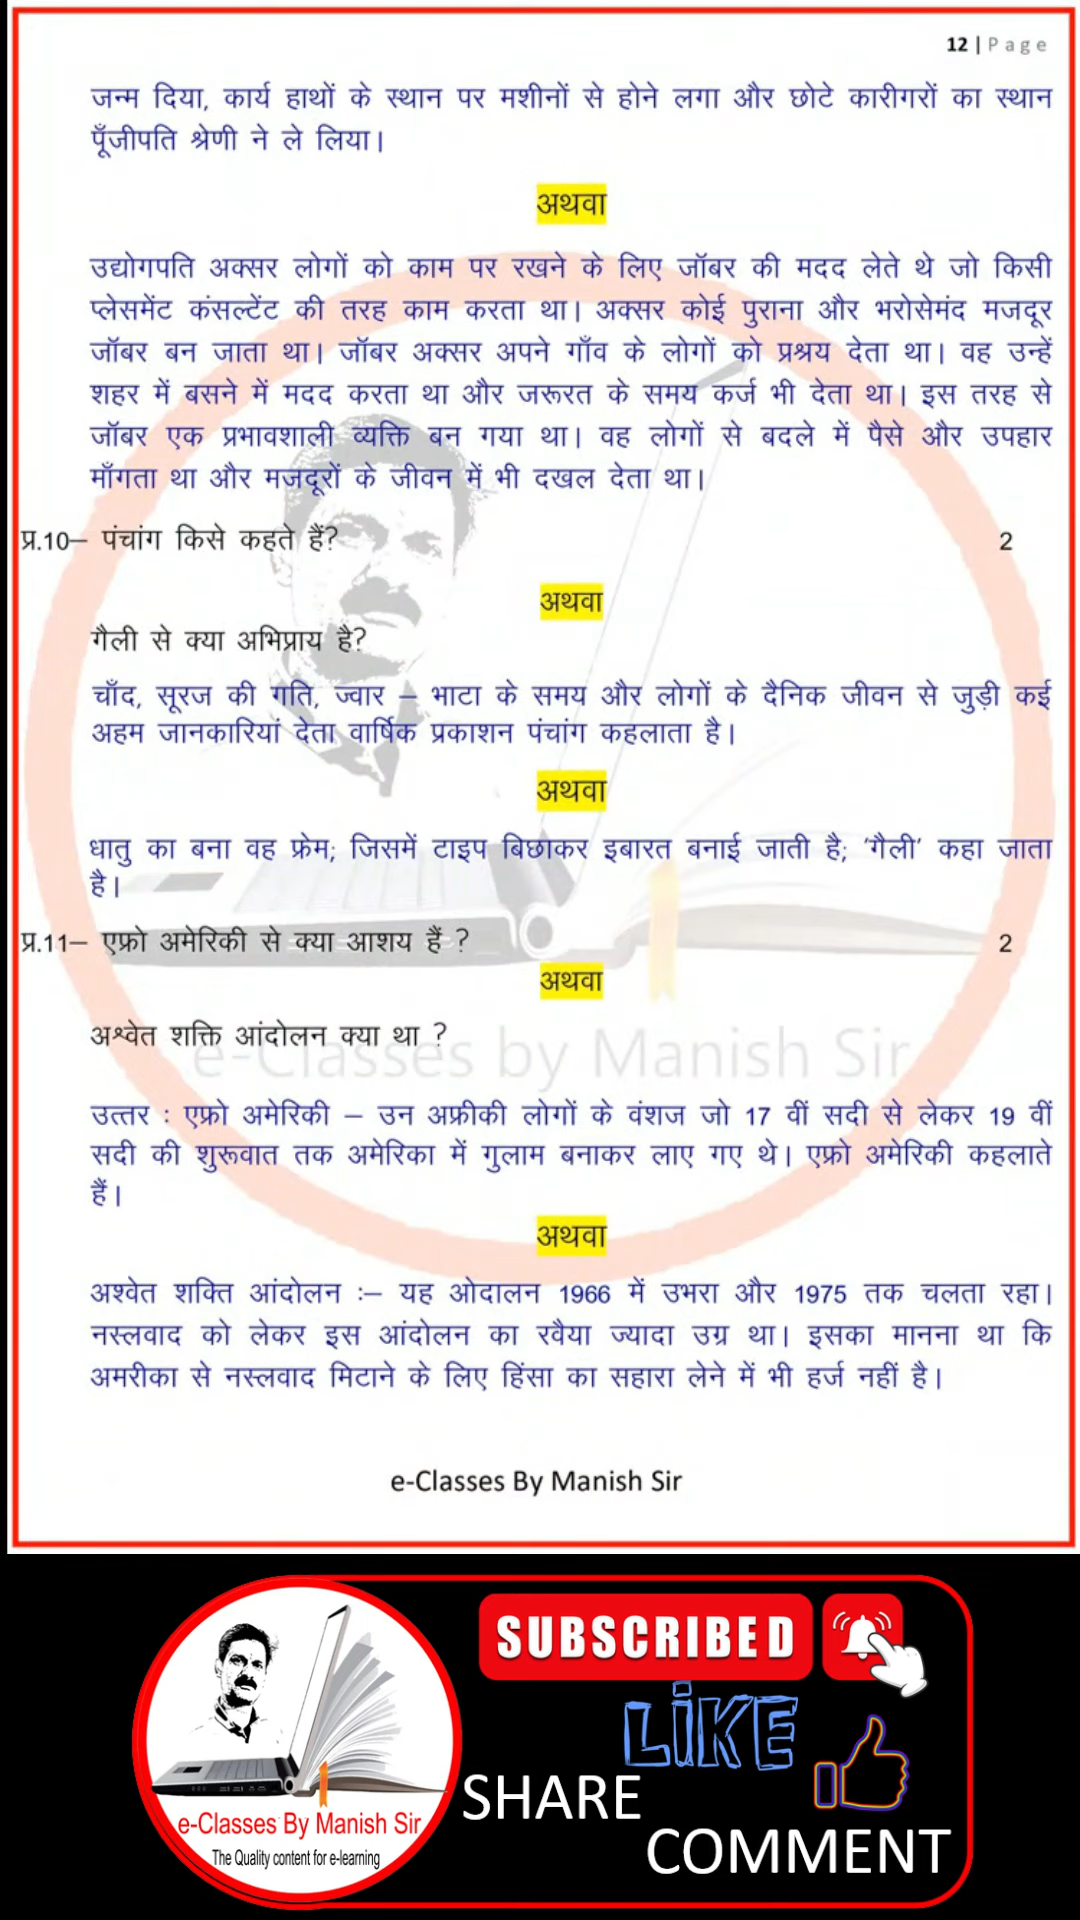 12 | P a g e
जन्म दिया, कार्य हाथों के स्थान पर मशीनों से होने लगा और छोटे कारीगरों का स्थान
पूँजीपति श्रेणी ने ले लिया।
अथवा
उद्योगपति अक्सर लोगों को काम पर रखने के लिए जॉबर की मदद लेते थे जो किसी
प्लेसमेंट कंसल्टेंट की तरह काम करता था। अक्सर कोई पुराना और भरोसेमंद मजदूर
जॉबर बन जाता था। जॉबर अक्सर अपने गाँव के लोगों को प्रश्रय देता था। वह उन्हें
शहर में बसने में मदद करता था और जरूरत के समय कर्ज भी देता था। इस तरह से
जॉबर एक प्रभावशाली व्यक्ति बन गया था। वह लोगों से बदले में पैसे और उपहार
माँगता था और मजदूरों के जीवन में भी दखल देता था।
प्र.10– पंचांग किसे कहते हैं? 2
अथवा
गैली से क्या अभिप्राय है?
चाँद, सूरज की गति, ज्वार – भाटा के समय और लोगों के दैनिक जीवन से जुड़ी कई
अहम जानकारियां देता वार्षिक प्रकाशन पंचांग कहलाता है।
अथवा
धातु का बना वह फ्रेम; जिसमें टाइप बिछाकर इबारत बनाई जाती है; ‘गैली’ कहा जाता
है।
प्र.11– एफ्रो अमेरिकी से क्या आशय हैं ? 2
अथवा
अश्वेत शक्ति आंदोलन क्या था ?
e-Classes by Manish Sir
उत्तर : एफ्रो अमेरिकी – उन अफ्रीकी लोगों के वंशज जो 17 वीं सदी से लेकर 19 वीं
सदी की शुरूवात तक अमेरिका में गुलाम बनाकर लाए गए थे। एफ्रो अमेरिकी कहलाते
हैं।
अथवा
अश्वेत शक्ति आंदोलन :– यह ओदालन 1966 में उभरा और 1975 तक चलता रहा।
नस्लवाद को लेकर इस आंदोलन का रवैया ज्यादा उग्र था। इसका मानना था कि
अमरीका से नस्लवाद मिटाने के लिए हिंसा का सहारा लेने में भी हर्ज नहीं है।
e-Classes By Manish Sir
SUBSCRIBED
LIKE
SHARE
COMMENT
e-Classes By Manish Sir
The Quality content for e-learning